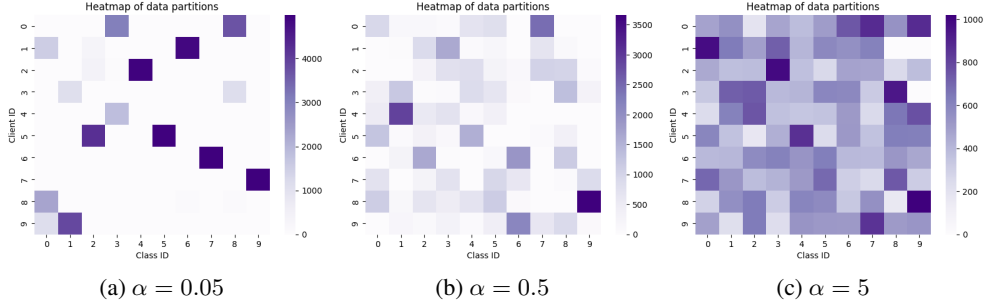 Heatmap of data partitions
Client ID
0 1 2 3 4 5 6 7 8 9
0 1 2 3 4 5 6 7 8 9
Class ID
4000
3000
2000
1000
0
(a) α = 0.05
Heatmap of data partitions
0 1 2 3 4 5 6 7 8 9
0 1 2 3 4 5 6 7 8 9
Class ID
3500
3000
2500
2000
1500
1000
500
0
(b) α = 0.5
Heatmap of data partitions
Client ID
0 1 2 3 4 5 6 7 8 9
0 1 2 3 4 5 6 7 8 9
Class ID
1000
800
600
400
200
0
(c) α = 5